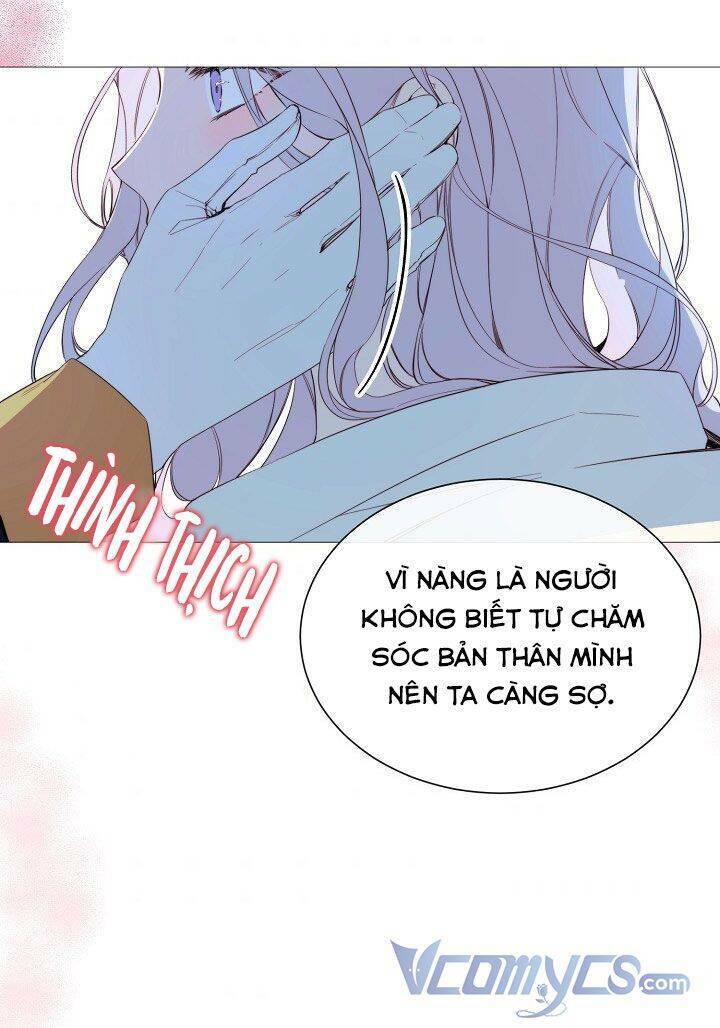 THÌNH THỊCH
VÌ NÀNG LÀ NGƯỜI
KHÔNG BIẾT TỰ CHĂM
SÓC BẢN THÂN MÌNH
NÊN TA CÀNG SỢ.
VCOMYCS.com